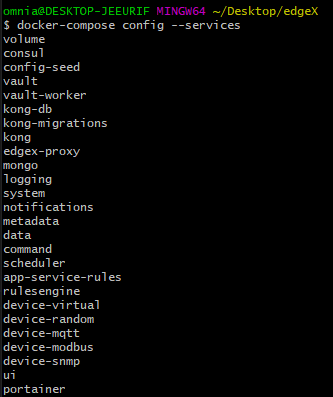 omnia@DESKTOP-JEEURIF MINGW64 ~/Desktop/edgeX
$ docker-compose config --services
volume
consul
config-seed
vault
vault-worker
kong-db
kong-migrations
kong
edgex-proxy
mongo
logging
system
notifications
metadata
data
command
scheduler
app-service-rules
rulesengine
device-virtual
device-random
device-mqtt
device-modbus
device-snmp
ui
portainer